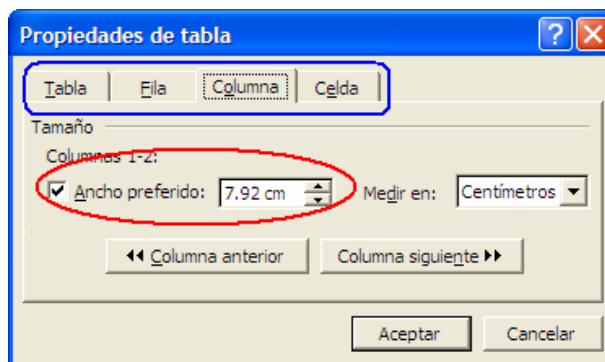 Propiedades de tabla
Tabla Fila Columna Celda
Tamaño
Columnas 1-2:
Ancho preferido: 7.92 cm Medir en: Centímetros
Columna anterior Columna siguiente
Aceptar Cancelar